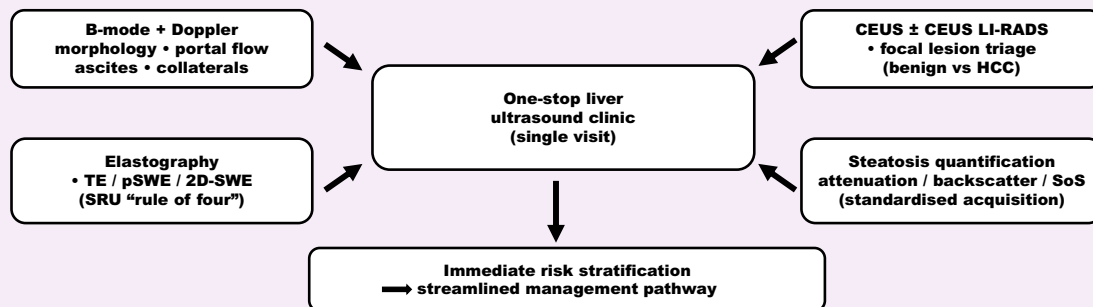 B-mode + Doppler
morphology • portal flow
ascites • collaterals
CEUS ± CEUS LI-RADS
• focal lesion triage
(benign vs HCC)
One-stop liver
ultrasound clinic
(single visit)
Elastography
• TE / pSWE / 2D-SWE
(SRU “rule of four”)
Steatosis quantification
attenuation / backscatter / SoS
(standardised acquisition)
Immediate risk stratification
streamlined management pathway